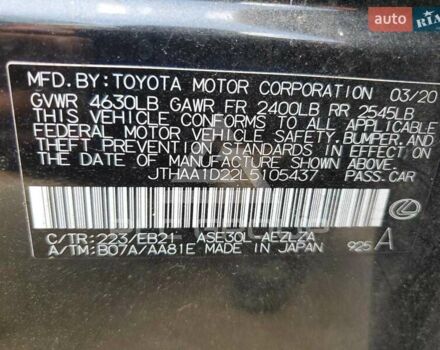 AUTO.RIA
MFD.BY:TOYOTA MOTOR CORPORATION 03/20
GVWR 4630LB GAWR FR 2400LB RR 2545LB
THIS VEHICLE CONFORMS TO ALL APPLICABLE
FEDERAL MOTOR VEHICLE SAFETY, BUMPER, AND
THEFT PREVENTION STANDARDS IN EFFECT ON
THE DATE OF MANUFACTURE SHOWN ABOVE.
JTHAA1D22L5105437 PASS.CAR
C/TR:223/EB21 ASE30L-AEZLZA
A/TM:B07A/AA81E MADE IN JAPAN 925 A